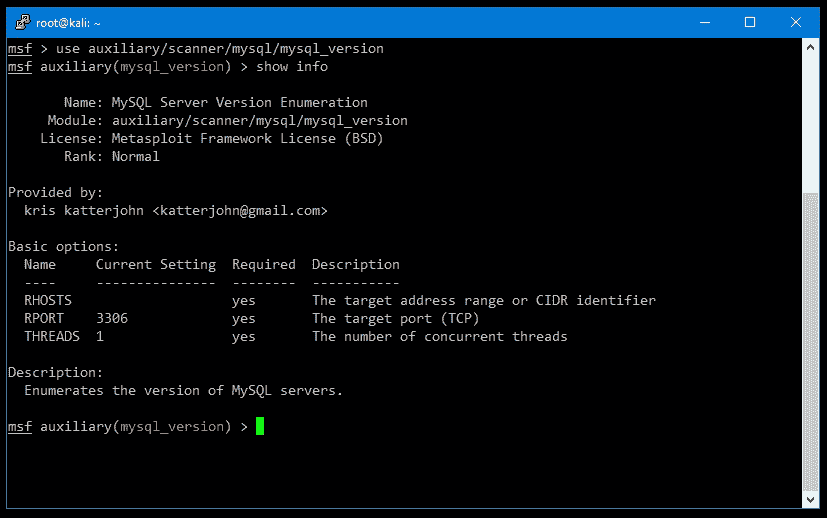 root@kali: ~
msf > use auxiliary/scanner/mysql/mysql_version
msf auxiliary(mysql_version) > show info
Name: MySQL Server Version Enumeration
Module: auxiliary/scanner/mysql/mysql_version
License: Metasploit Framework License (BSD)
Rank: Normal
Provided by:
kris katterjohn <katterjohn@gmail.com>
Basic options:
Name     Current Setting  Required  Description
----     ---------------  --------  -----------
RHOSTS                    yes       The target address range or CIDR identifier
RPORT    3306             yes       The target port (TCP)
THREADS  1                yes       The number of concurrent threads
Description:
Enumerates the version of MySQL servers.
msf auxiliary(mysql_version) >